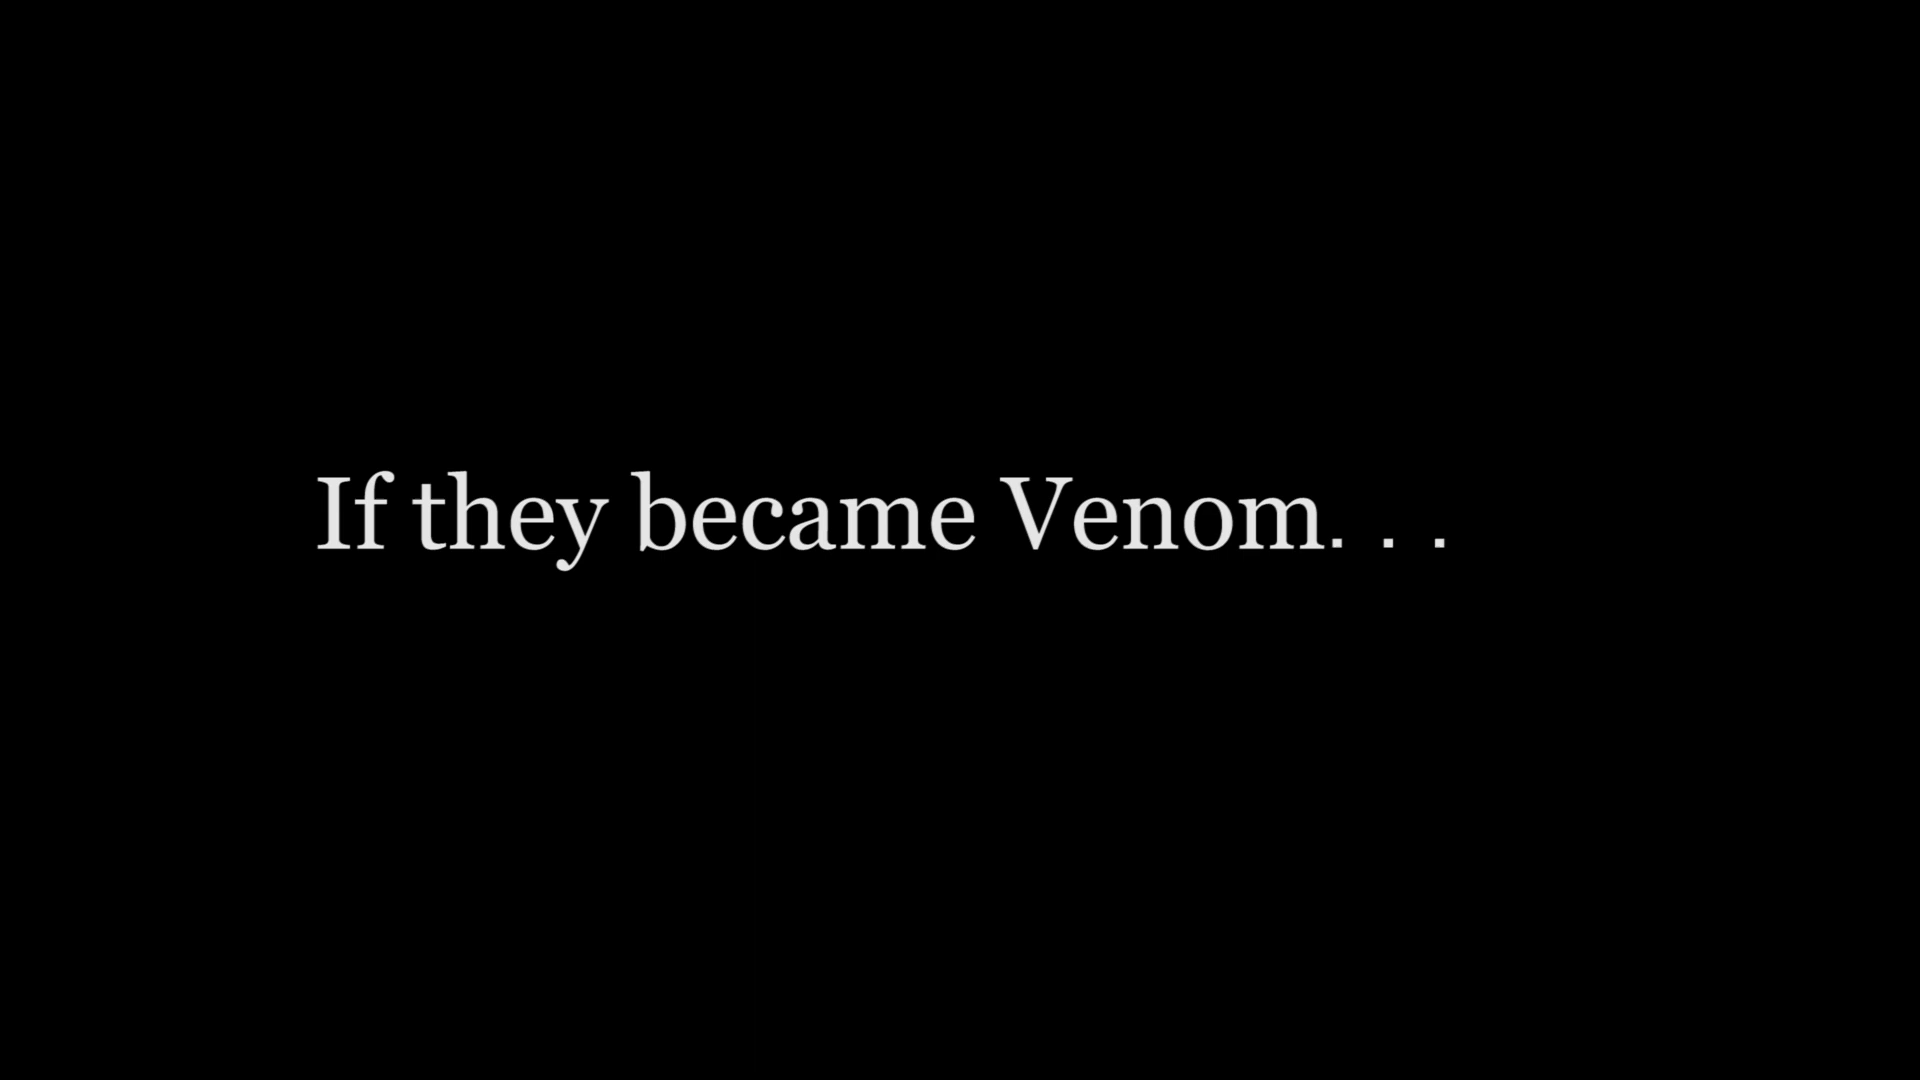 If they became Venom. . .